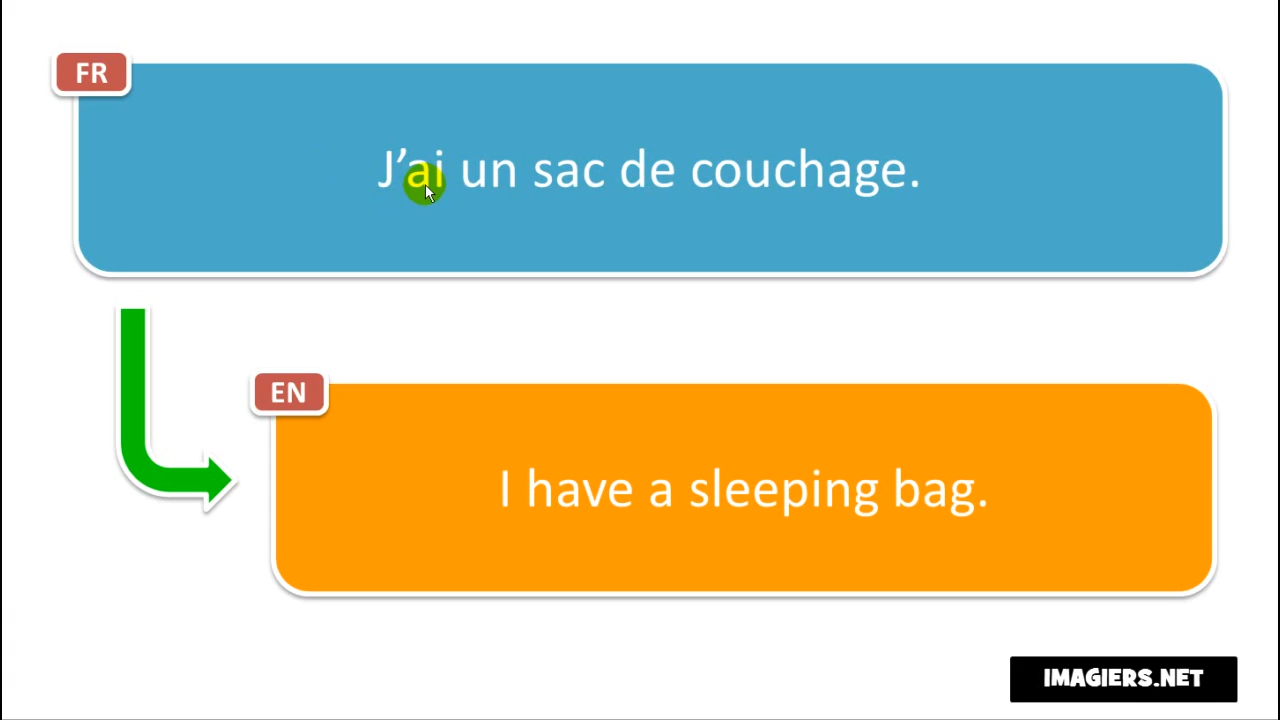 FR
J’ai un sac de couchage.
EN
I have a sleeping bag.
IMAGIERS.NET